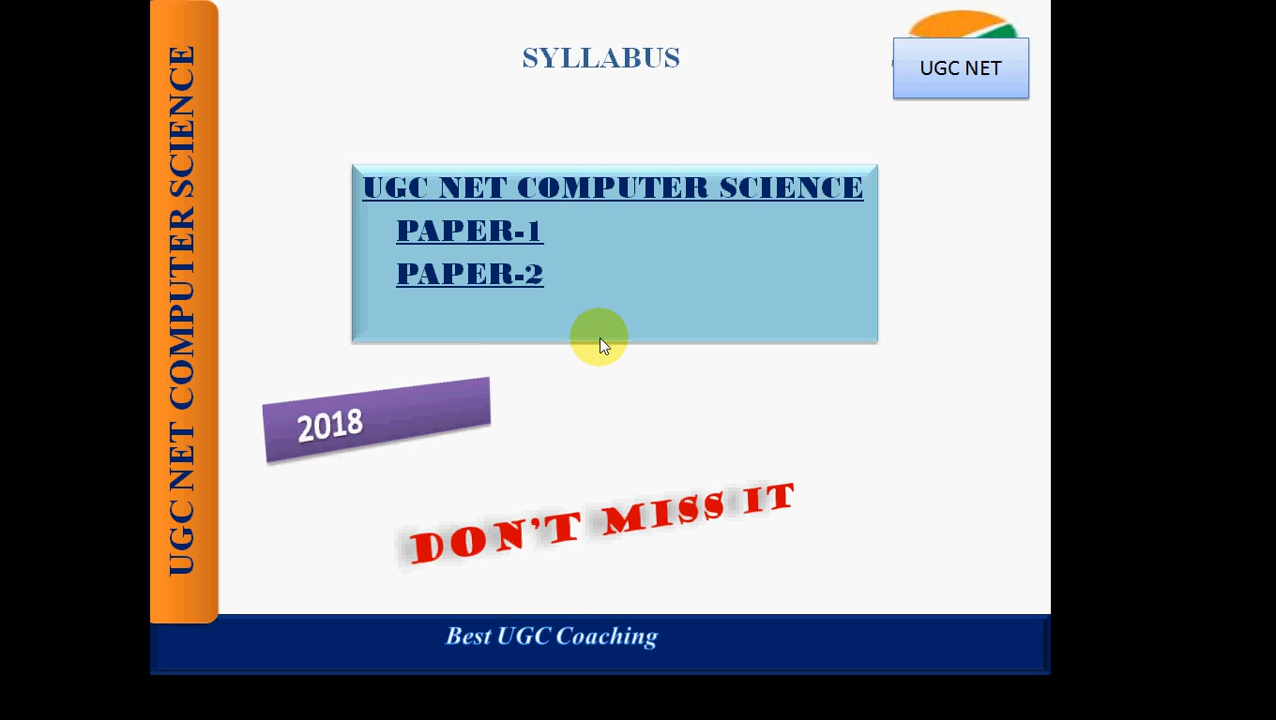 UGC NET COMPUTER SCIENCE
SYLLABUS
UGC NET
UGC NET COMPUTER SCIENCE
PAPER-1
PAPER-2
2018
DON'T MISS IT
Best UGC Coaching